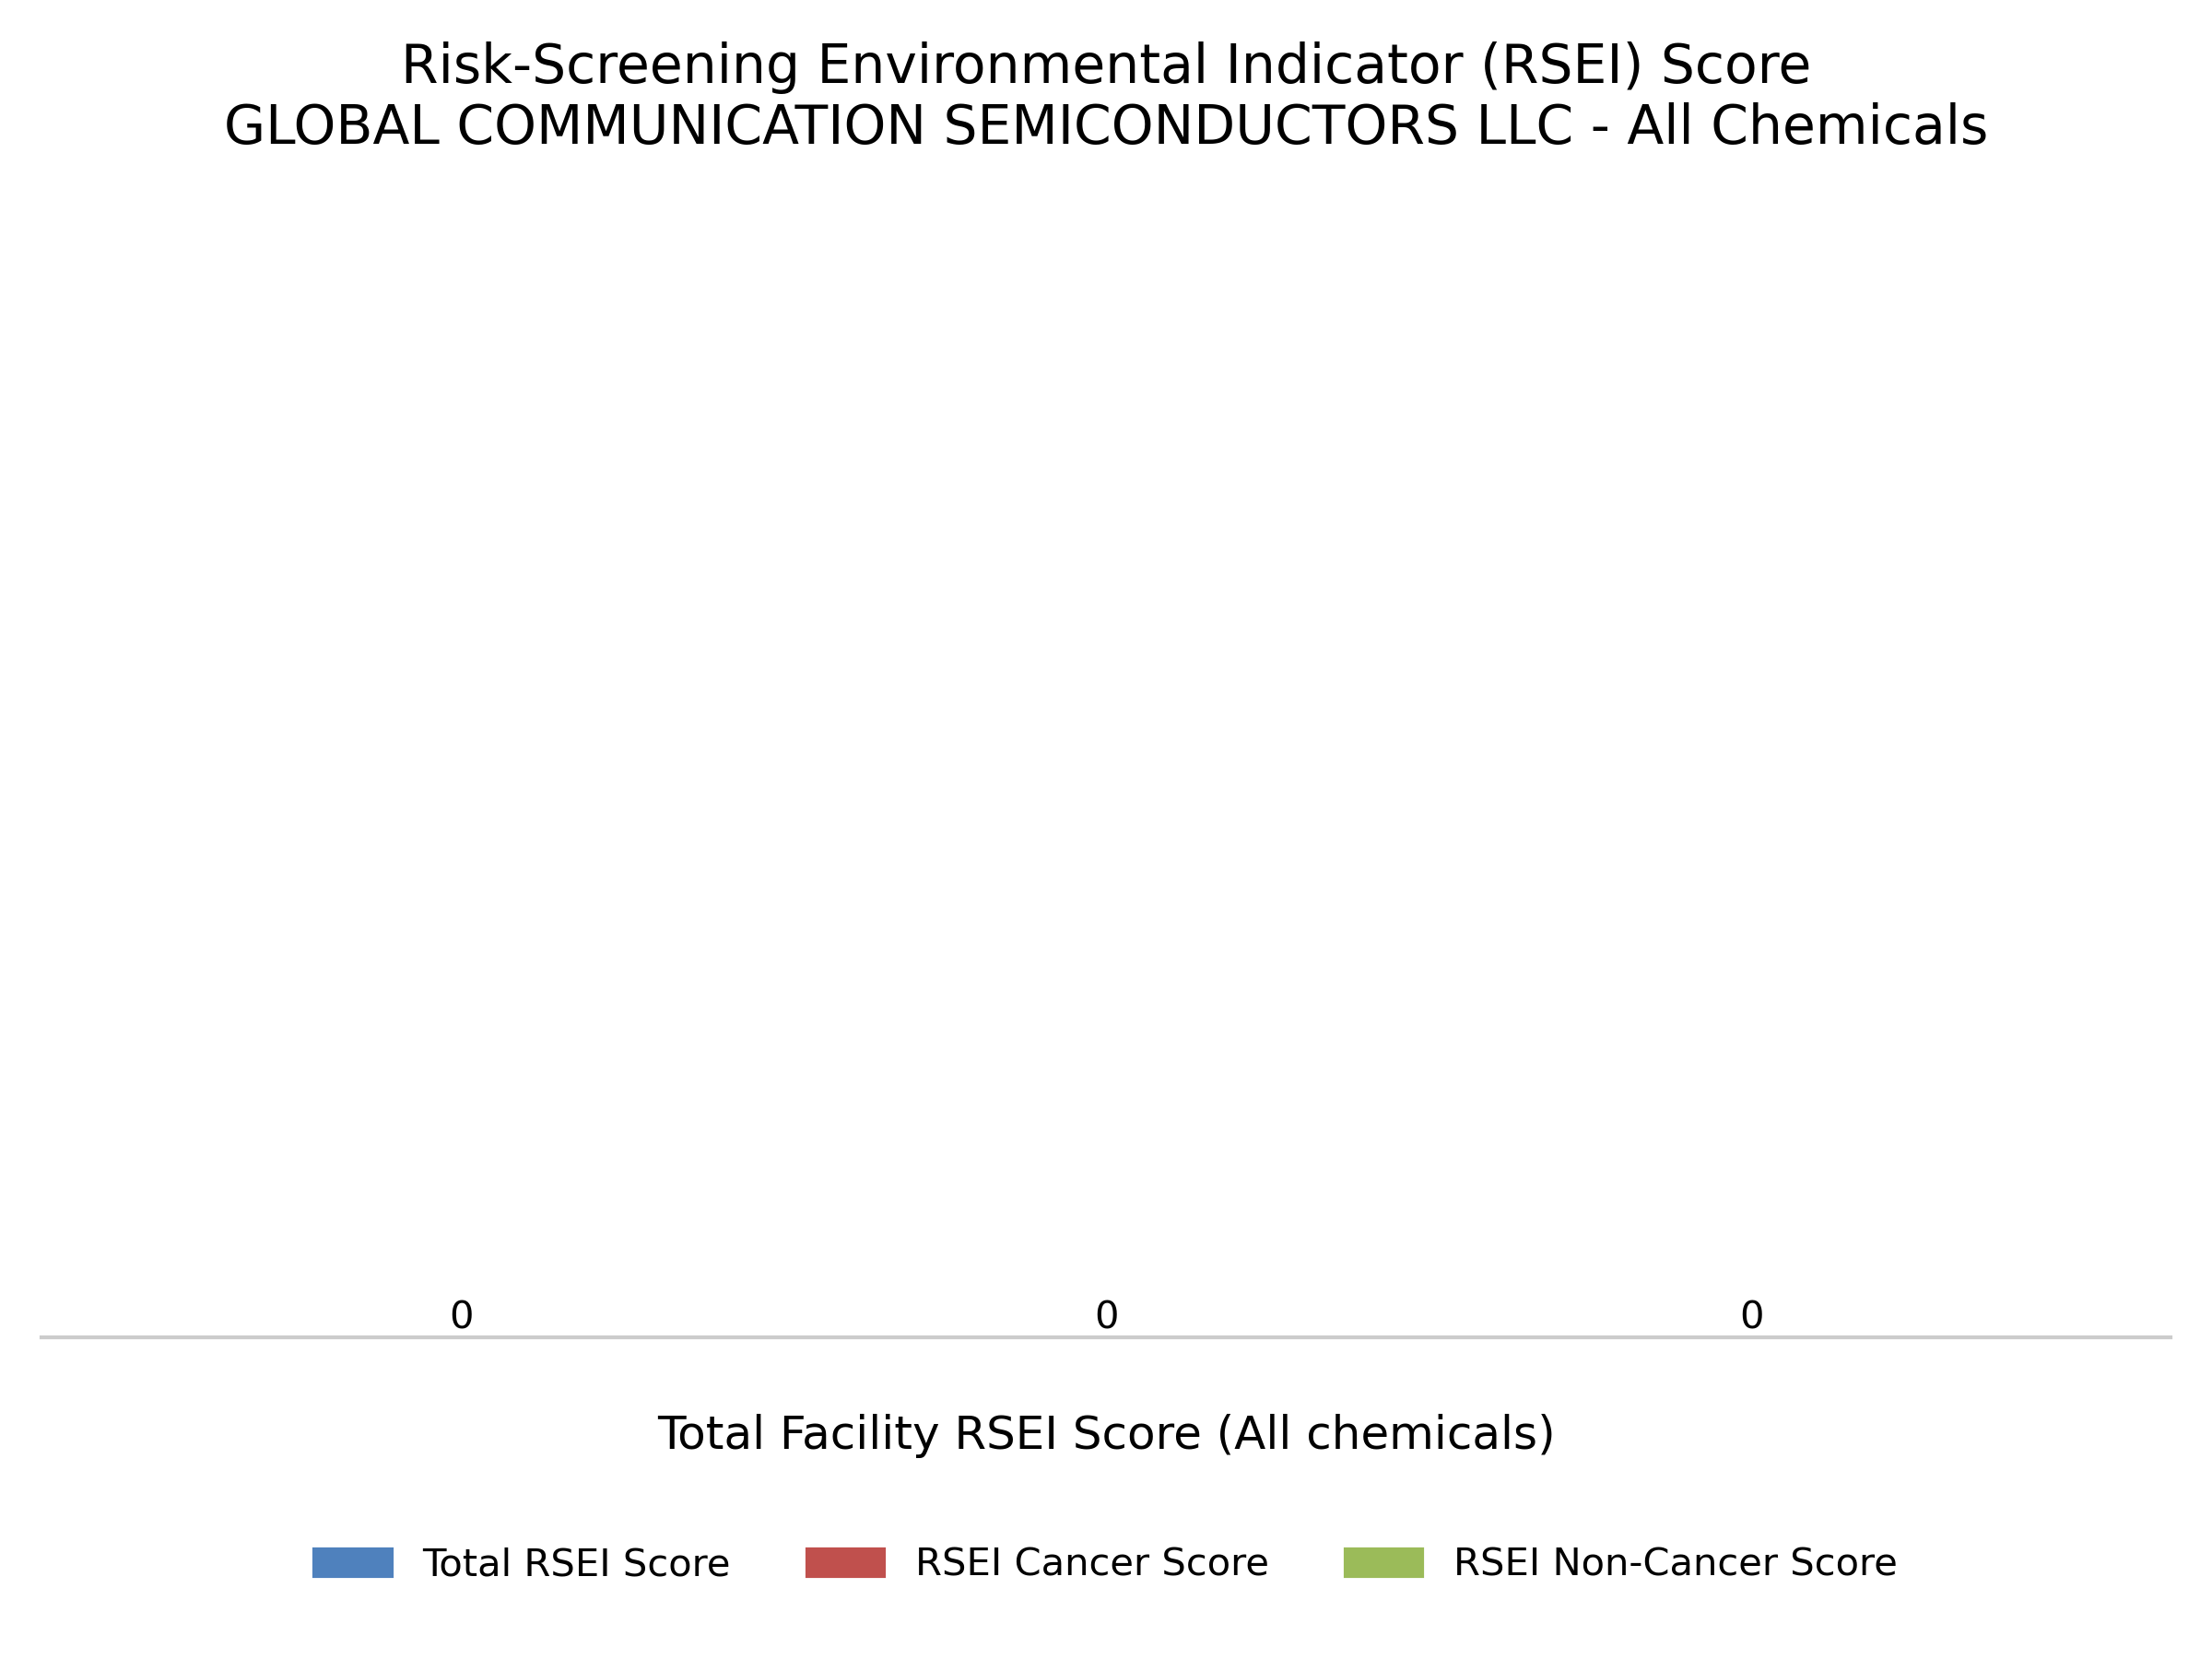 Risk-Screening Environmental Indicator (RSEI) Score
GLOBAL COMMUNICATION SEMICONDUCTORS LLC - All Chemicals
0 0 0
Total Facility RSEI Score (All chemicals)
Total RSEI Score RSEI Cancer Score RSEI Non-Cancer Score